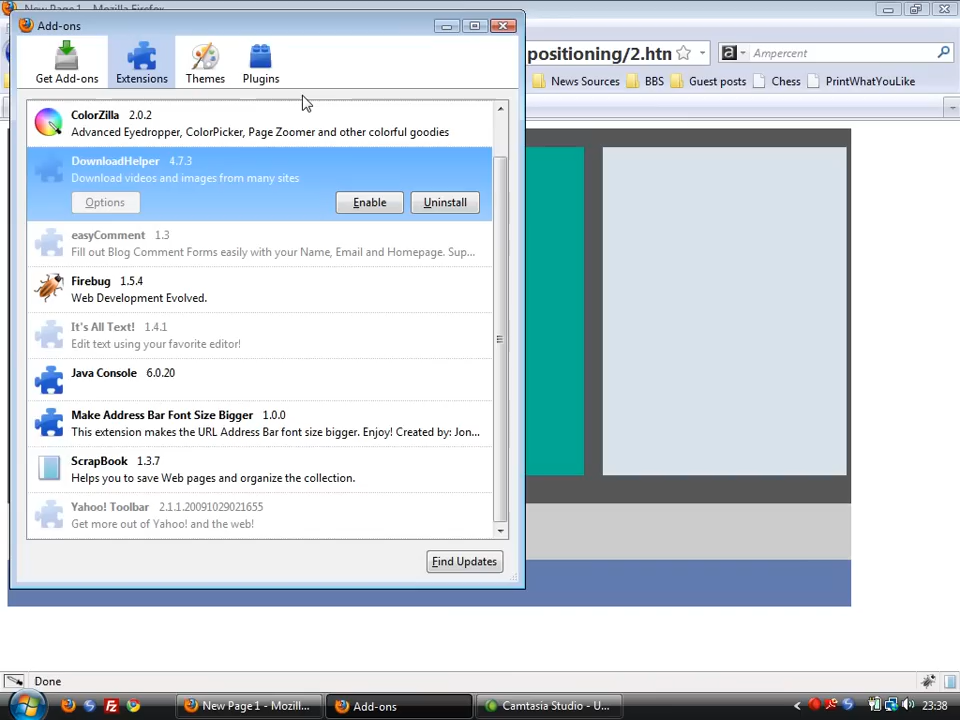 New Page 1 - Mozilla Firefox
Add-ons
Get Add-ons
Extensions
Themes
Plugins
positioning/2.htn
Ampercent
News Sources
BBS
Guest posts
Chess
PrintWhatYouLike
ColorZilla 2.0.2
Advanced Eyedropper, ColorPicker, Page Zoomer and other colorful goodies
DownloadHelper 4.7.3
Download videos and images from many sites
Options
Enable
Uninstall
easyComment 1.3
Fill out Blog Comment Forms easily with your Name, Email and Homepage. Sup...
Firebug 1.5.4
Web Development Evolved.
It's All Text! 1.4.1
Edit text using your favorite editor!
Java Console 6.0.20
Make Address Bar Font Size Bigger 1.0.0
This extension makes the URL Address Bar font size bigger. Enjoy! Created by: Jon...
ScrapBook 1.3.7
Helps you to save Web pages and organize the collection.
Yahoo! Toolbar 2.1.1.20091029021655
Get more out of Yahoo! and the web!
Find Updates
Done
New Page 1 - Mozill...
Add-ons
Camtasia Studio - U...
23:38